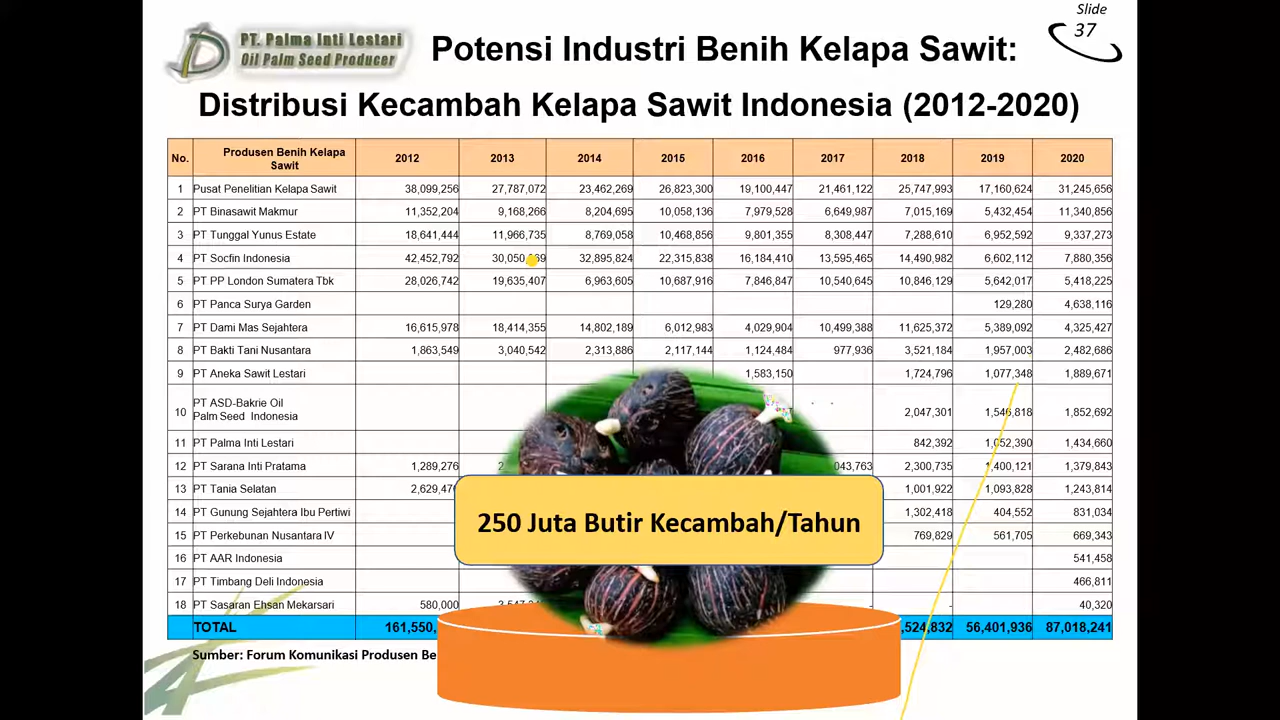 Slide
37
PT. Palma Inti Lestari
Oil Palm Seed Producer
Potensi Industri Benih Kelapa Sawit:
Distribusi Kecambah Kelapa Sawit Indonesia (2012-2020)
No. Produsen Benih Kelapa Sawit 2012 2013 2014 2015 2016 2017 2018 2019 2020
1 Pusat Penelitian Kelapa Sawit 38,099,256 27,787,072 23,462,269 26,823,300 19,100,447 21,461,122 25,747,993 17,160,624 31,245,656
2 PT Binasawit Makmur 11,352,204 9,168,266 8,204,695 10,058,136 7,979,528 6,649,987 7,015,169 5,432,454 11,340,856
3 PT Tunggal Yunus Estate 18,641,444 11,966,735 8,769,058 10,468,856 9,801,355 8,308,447 7,288,610 6,952,592 9,337,273
4 PT Socfin Indonesia 42,452,792 32,895,824 22,315,838 16,184,410 13,595,465 14,490,982 6,602,112 7,880,356
5 PT PP London Sumatera Tbk 28,026,742 19,635,407 6,963,605 10,687,916 7,846,847 10,540,645 10,846,129 5,642,017 5,418,225
6 PT Panca Surya Garden 129,280 4,638,116
7 PT Dami Mas Sejahtera 16,615,978 18,414,355 14,802,189 6,012,983 4,029,904 10,499,388 11,625,372 5,389,092 4,325,427
8 PT Bakti Tani Nusantara 1,863,549 3,040,542 2,313,886 2,117,144 1,124,484 977,936 3,521,184 1,957,003 2,482,686
9 PT Aneka Sawit Lestari 1,583,150 1,724,796 1,077,348 1,889,671
10 PT ASD-Bakrie Oil Palm Seed Indonesia 2,047,301 1,546,818 1,852,692
11 PT Palma Inti Lestari 842,392 1,052,390 1,434,660
12 PT Sarana Inti Pratama 1,289,276 043,763 2,300,735 1,400,121 1,379,843
13 PT Tania Selatan 1,001,922 1,093,828 1,243,814
14 PT Gunung Sejahtera Ibu Pertiwi 1,302,418 404,552 831,034
15 PT Perkebunan Nusantara IV 769,829 561,705 669,343
16 PT AAR Indonesia 541,458
17 PT Timbang Deli Indonesia 466,811
18 PT Sasaran Ehsan Mekarsari 580,000 - - 40,320
TOTAL 161,550, ,524,832 56,401,936 87,018,241
250 Juta Butir Kecambah/Tahun
Sumber: Forum Komunikasi Produsen Be